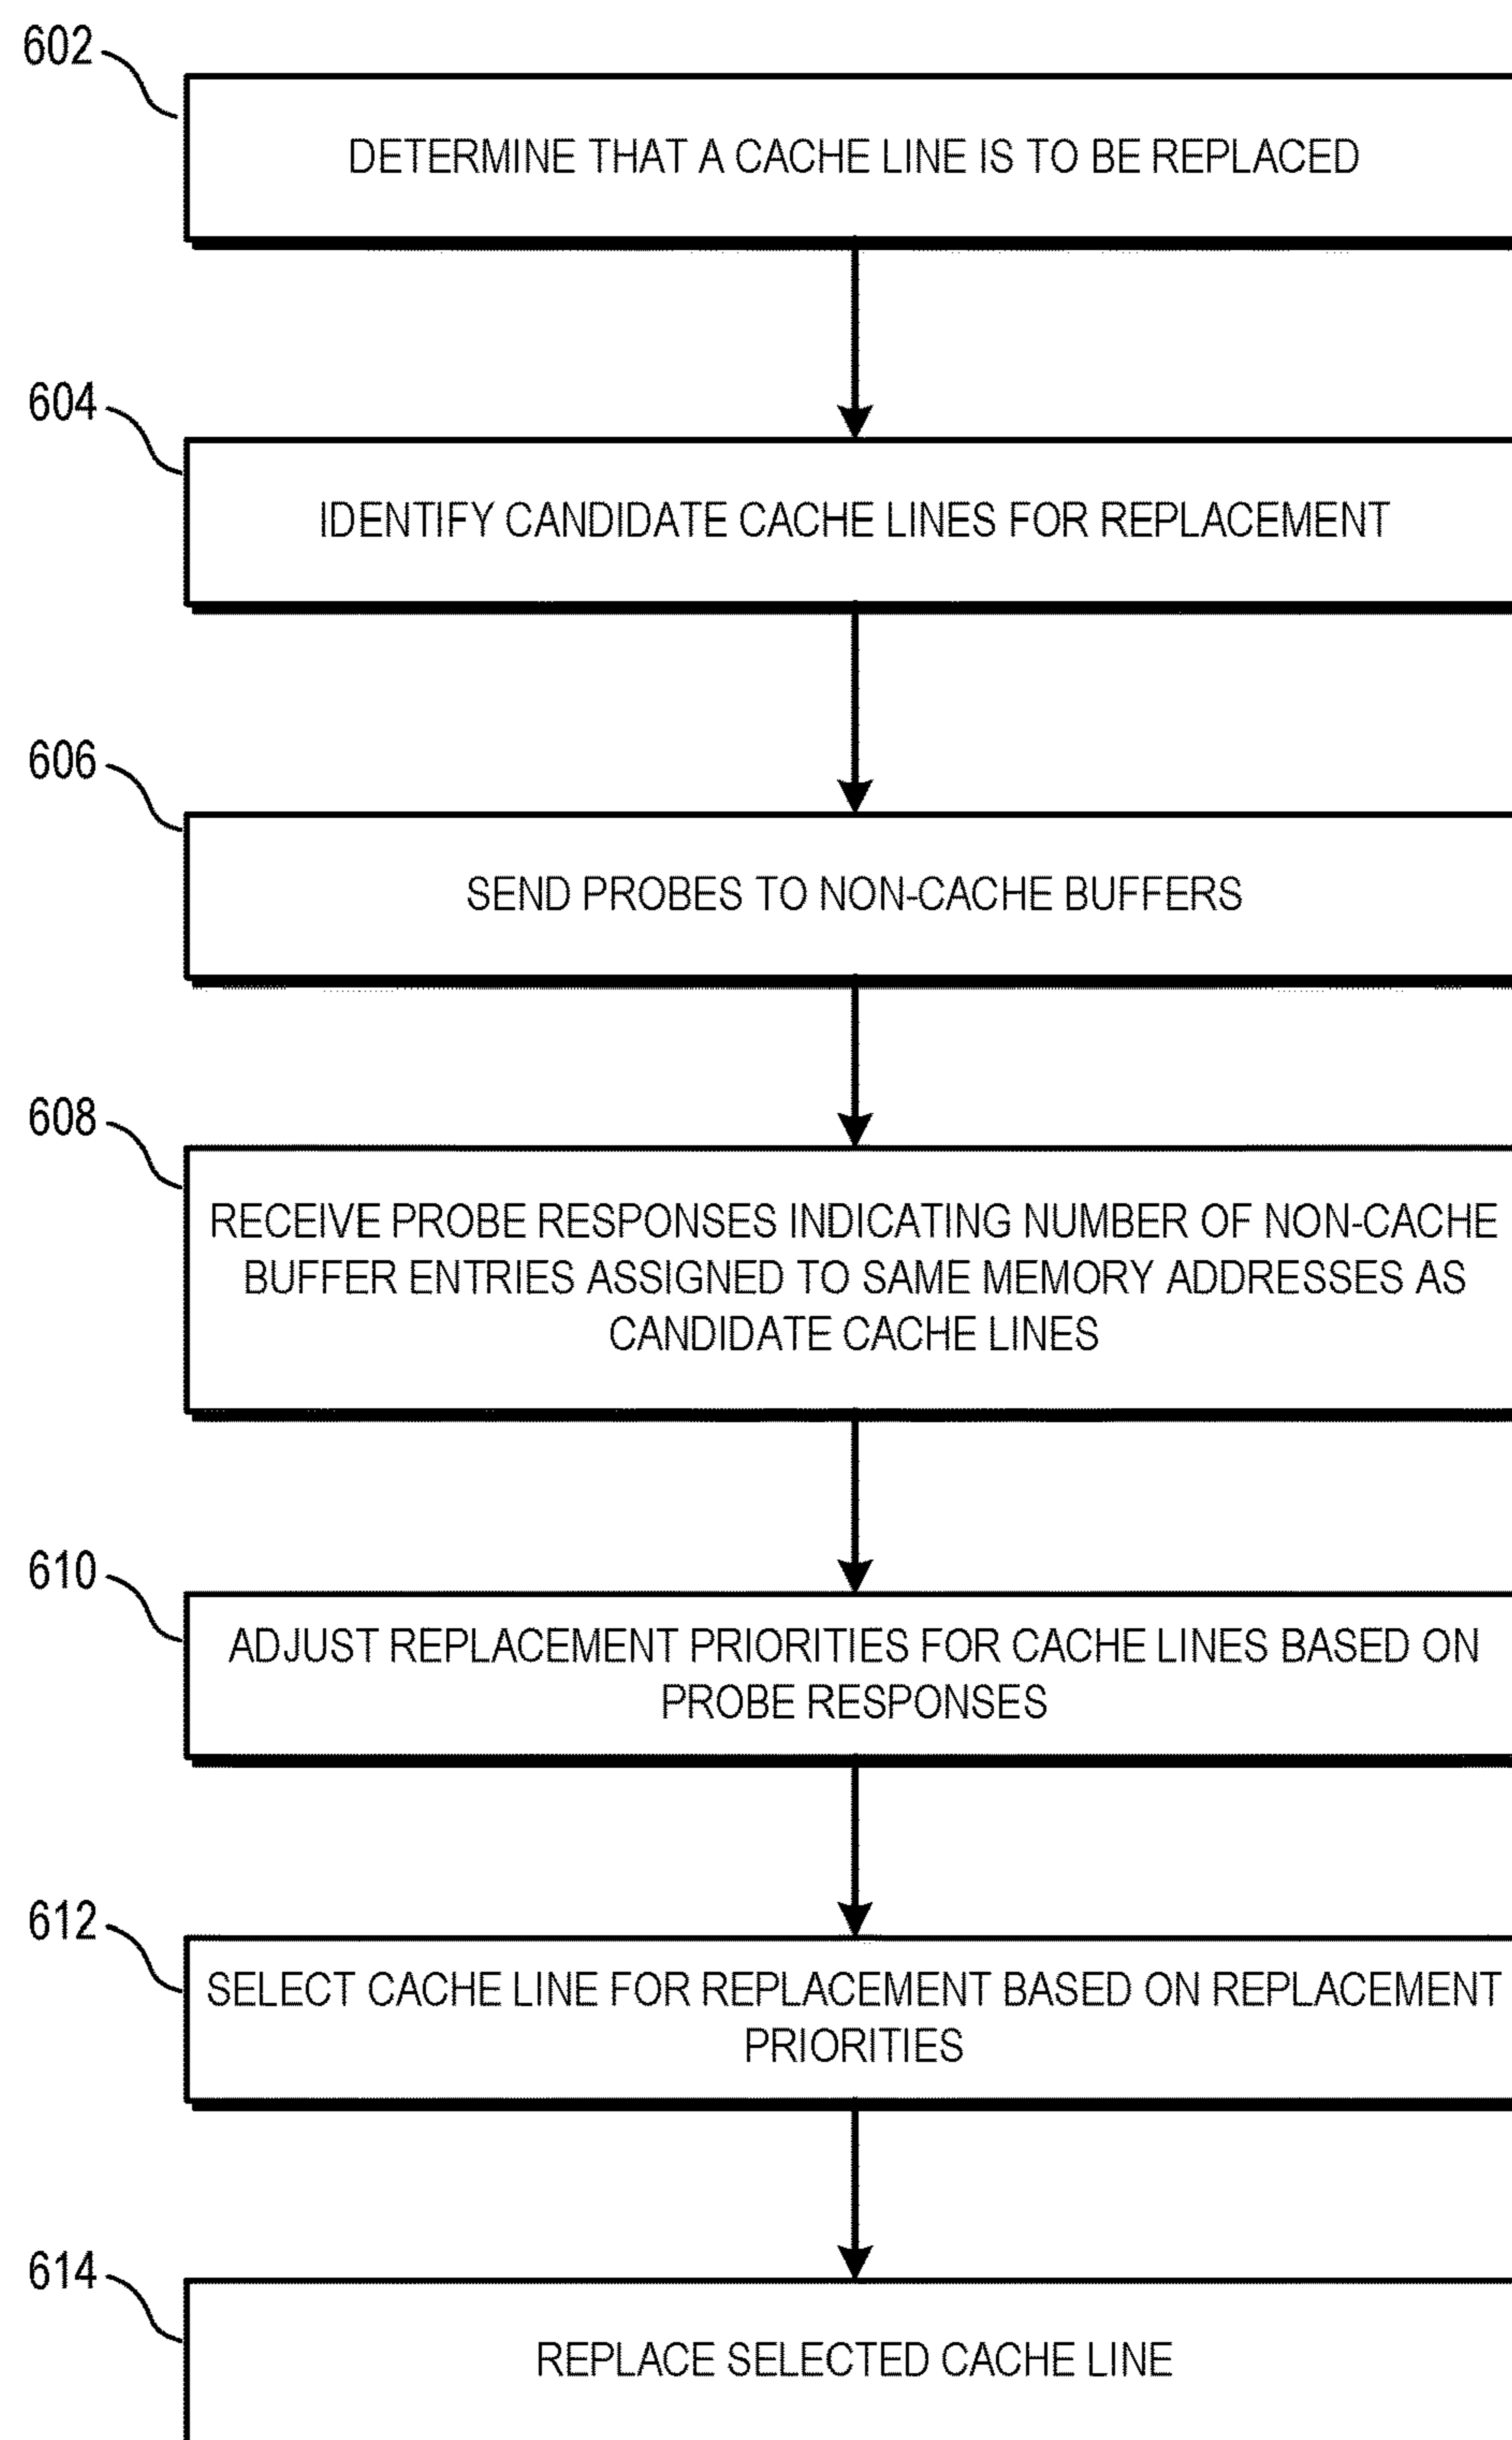 602
DETERMINE THAT A CACHE LINE IS TO BE REPLACED
604
IDENTIFY CANDIDATE CACHE LINES FOR REPLACEMENT
606
SEND PROBES TO NON-CACHE BUFFERS
608
RECEIVE PROBE RESPONSES INDICATING NUMBER OF NON-CACHE
BUFFER ENTRIES ASSIGNED TO SAME MEMORY ADDRESSES AS
CANDIDATE CACHE LINES
610
ADJUST REPLACEMENT PRIORITIES FOR CACHE LINES BASED ON
PROBE RESPONSES
612
SELECT CACHE LINE FOR REPLACEMENT BASED ON REPLACEMENT
PRIORITIES
614
REPLACE SELECTED CACHE LINE